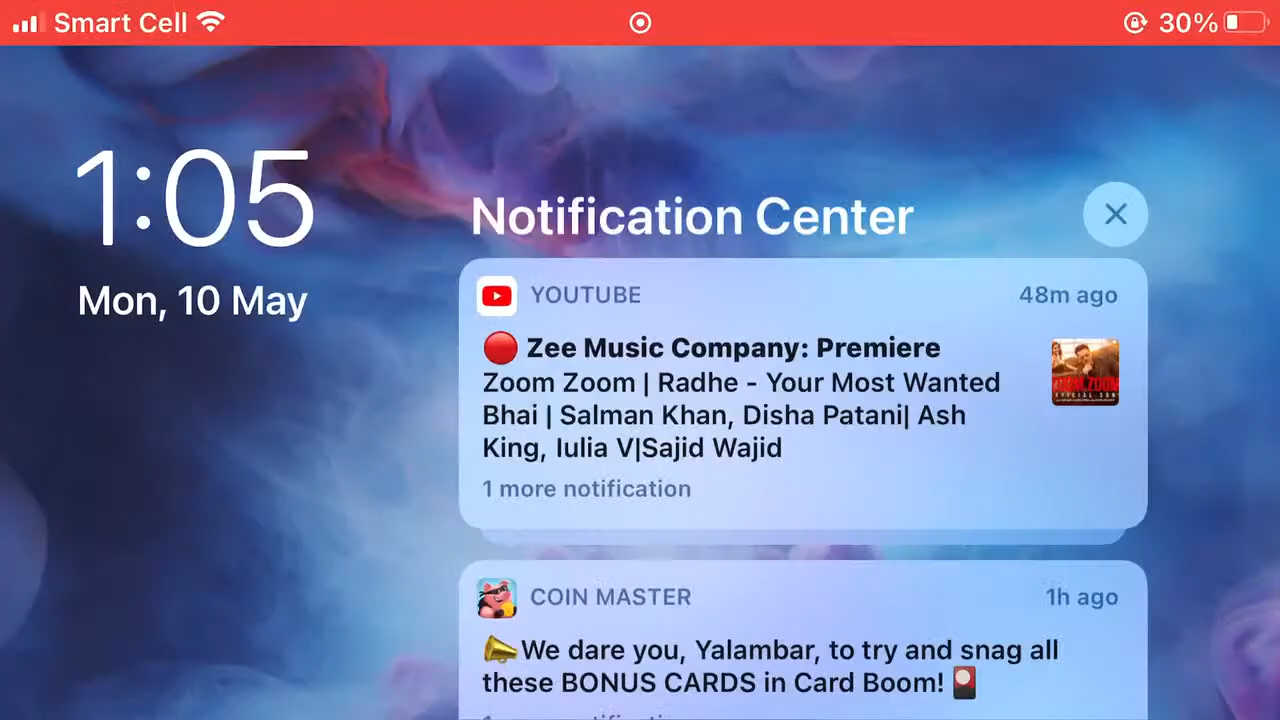 Smart Cell
30%
1:05
Mon, 10 May
Notification Center
YOUTUBE
48m ago
🔴 Zee Music Company: Premiere
Zoom Zoom | Radhe - Your Most Wanted
Bhai | Salman Khan, Disha Patani| Ash
King, Iulia V|Sajid Wajid
ZOOM ZOOM
1 more notification
COIN MASTER
1h ago
📣We dare you, Yalambar, to try and snag all
these BONUS CARDS in Card Boom! 🎴